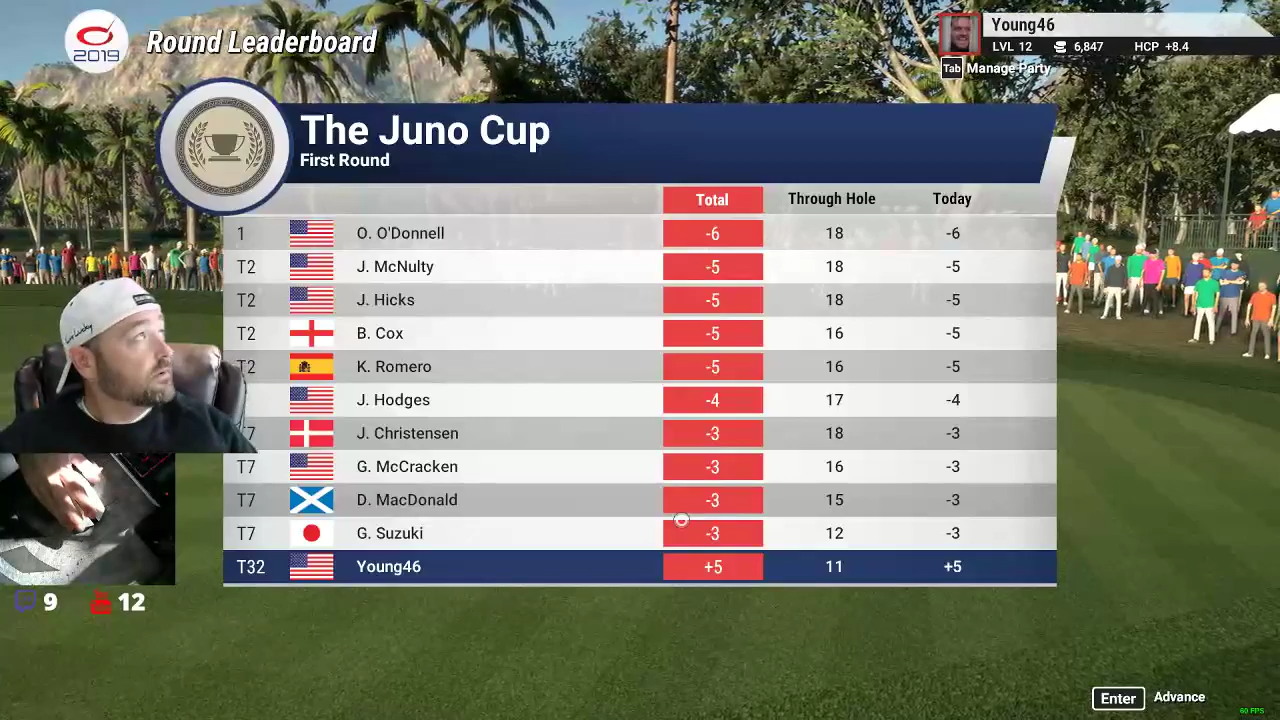 2019
Round Leaderboard
Young46
LVL 12 6,847 HCP +8.4
Tab Manage Party
The Juno Cup
First Round
Total Through Hole Today
1 O. O'Donnell -6 18 -6
T2 J. McNulty -5 18 -5
T2 J. Hicks -5 18 -5
T2 B. Cox -5 16 -5
T2 K. Romero -5 16 -5
J. Hodges -4 17 -4
7 J. Christensen -3 18 -3
T7 G. McCracken -3 16 -3
T7 D. MacDonald -3 15 -3
T7 G. Suzuki -3 12 -3
T32 Young46 +5 11 +5
9 12
Enter Advance
60 FPS